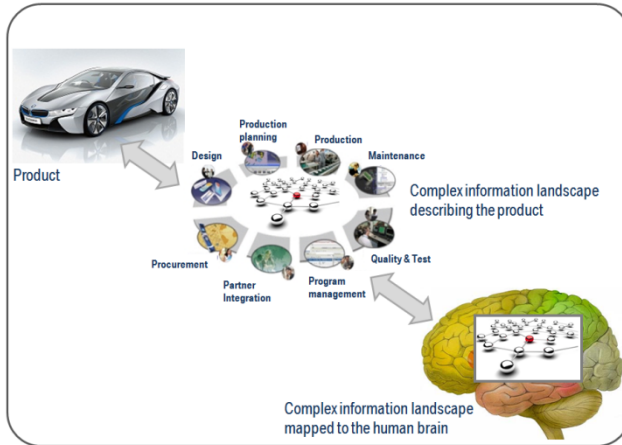 Production
planning
Production
Design
Maintenance
Product
Complex information landscape
describing the product
Procurement
Quality & Test
Partner
Integration
Program
management
Complex information landscape
mapped to the human brain